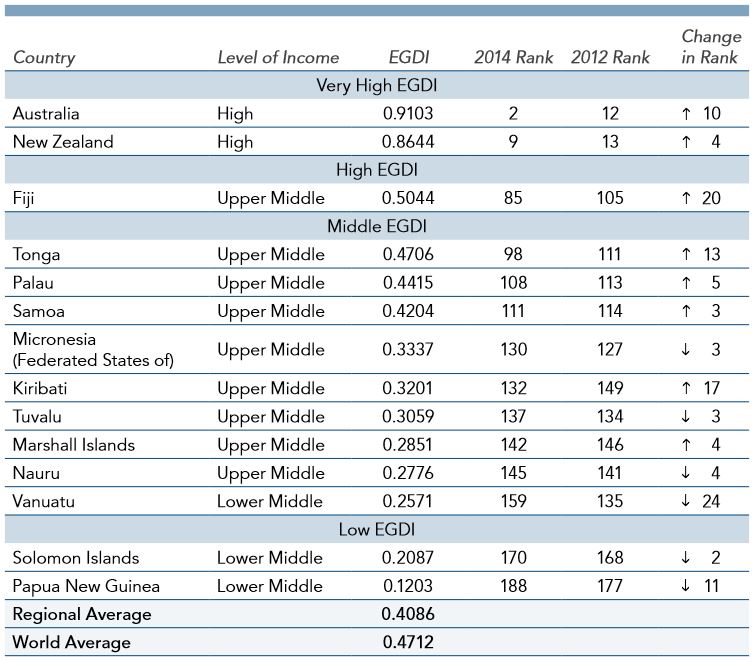 Country Level of Income EGDI 2014 Rank 2012 Rank Change in Rank
Very High EGDI
Australia High 0.9103 2 12 ↑ 10
New Zealand High 0.8644 9 13 ↑ 4
High EGDI
Fiji Upper Middle 0.5044 85 105 ↑ 20
Middle EGDI
Tonga Upper Middle 0.4706 98 111 ↑ 13
Palau Upper Middle 0.4415 108 113 ↑ 5
Samoa Upper Middle 0.4204 111 114 ↑ 3
Micronesia
(Federated States of) Upper Middle 0.3337 130 127 ↓ 3
Kiribati Upper Middle 0.3201 132 149 ↑ 17
Tuvalu Upper Middle 0.3059 137 134 ↓ 3
Marshall Islands Upper Middle 0.2851 142 146 ↑ 4
Nauru Upper Middle 0.2776 145 141 ↓ 4
Vanuatu Lower Middle 0.2571 159 135 ↓ 24
Low EGDI
Solomon Islands Lower Middle 0.2087 170 168 ↓ 2
Papua New Guinea Lower Middle 0.1203 188 177 ↓ 11
Regional Average 0.4086
World Average 0.4712